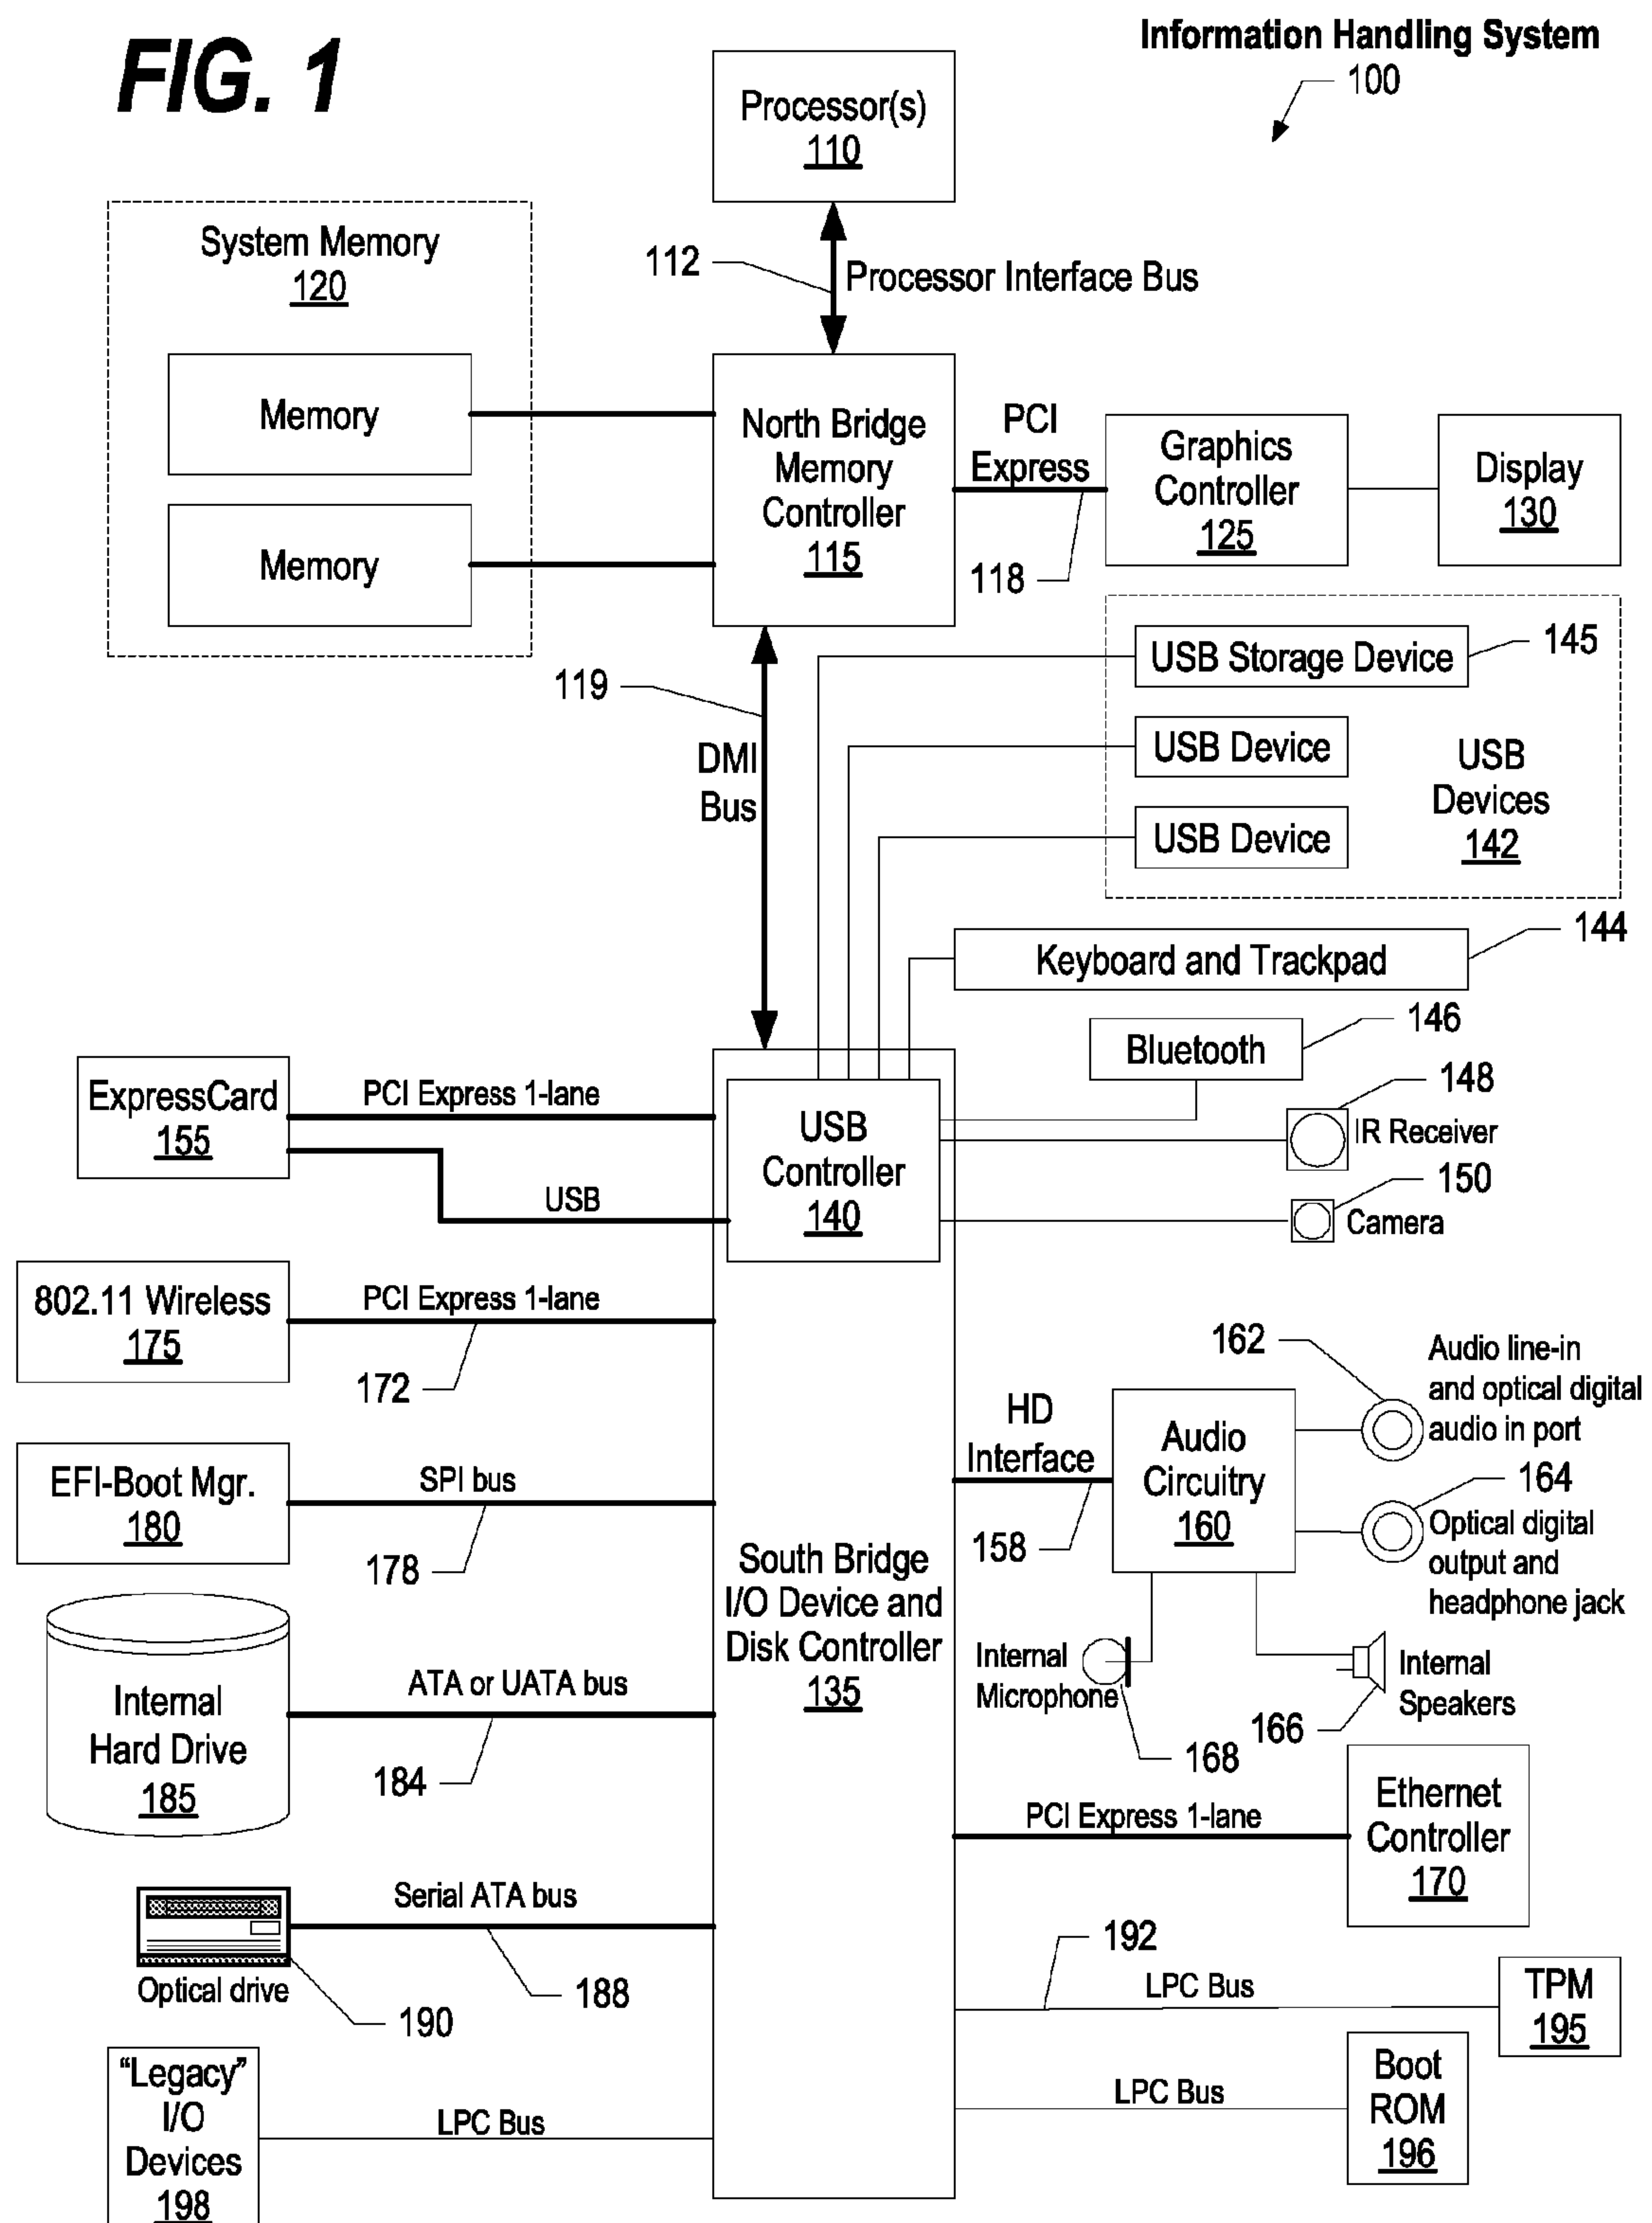 FIG. 1
Information Handling System
100
Processor(s)
110
System Memory
120
112
Processor Interface Bus
Memory
Memory
North Bridge
Memory
Controller
115
PCI
Express
118
Graphics
Controller
125
Display
130
119
DMI
Bus
USB Storage Device
145
USB Device
USB Device
USB
Devices
142
Keyboard and Trackpad
144
Bluetooth
146
148
IR Receiver
150
Camera
ExpressCard
155
PCI Express 1-lane
USB
USB
Controller
140
802.11 Wireless
175
PCI Express 1-lane
172
EFI-Boot Mgr.
180
SPI bus
178
South Bridge
I/O Device and
Disk Controller
135
HD
Interface
158
Audio
Circuitry
160
162
Audio line-in
and optical digital
audio in port
164
Optical digital
output and
headphone jack
Internal
Microphone
168
Internal
Speakers
166
Internal
Hard Drive
185
ATA or UATA bus
184
PCI Express 1-lane
Ethernet
Controller
170
Serial ATA bus
188
Optical drive
190
192
LPC Bus
TPM
195
"Legacy"
I/O
Devices
198
LPC Bus
LPC Bus
Boot
ROM
196